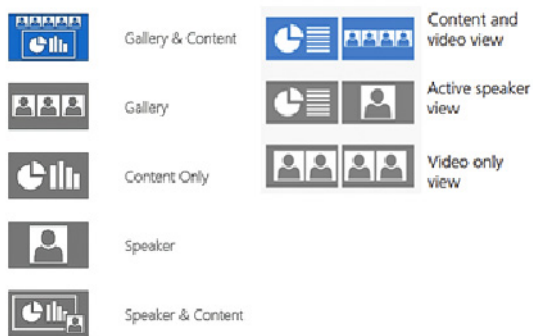 Gallery & Content
Gallery
Content Only
Speaker
Speaker & Content
Content and
video view
Active speaker
view
Video only
view